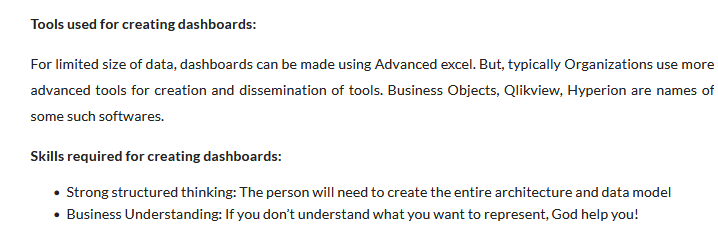 Tools used for creating dashboards:
For limited size of data, dashboards can be made using Advanced excel. But, typically Organizations use more
advanced tools for creation and dissemination of tools. Business Objects, Qlikview, Hyperion are names of
some such softwares.
Skills required for creating dashboards:
• Strong structured thinking: The person will need to create the entire architecture and data model
• Business Understanding: If you don’t understand what you want to represent, God help you!